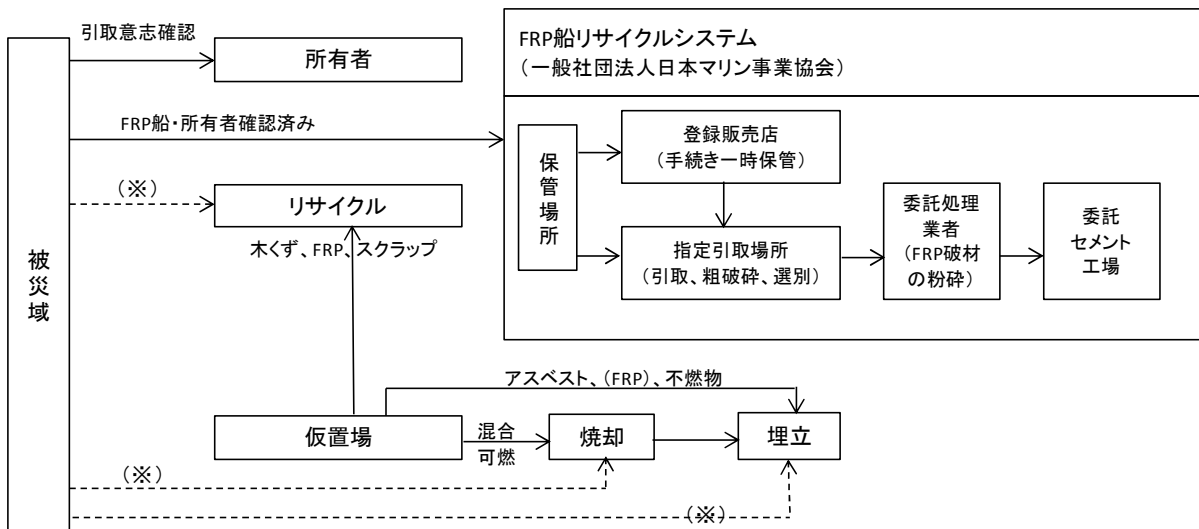 引取意志確認
所有者
FRP船リサイクルシステム
(一般社団法人日本マリン事業協会)
FRP船・所有者確認済み
登録販売店
(手続き一時保管)
保管場所
(※)
リサイクル
木くず、FRP、スクラップ
指定引取場所
(引取、粗破砕、選別)
委託処理
業者
(FRP破材
の粉砕)
委託
セメント
工場
被災域
アスベスト、(FRP)、不燃物
仮置場
混合
可燃
焼却
埋立
(※)
(※)